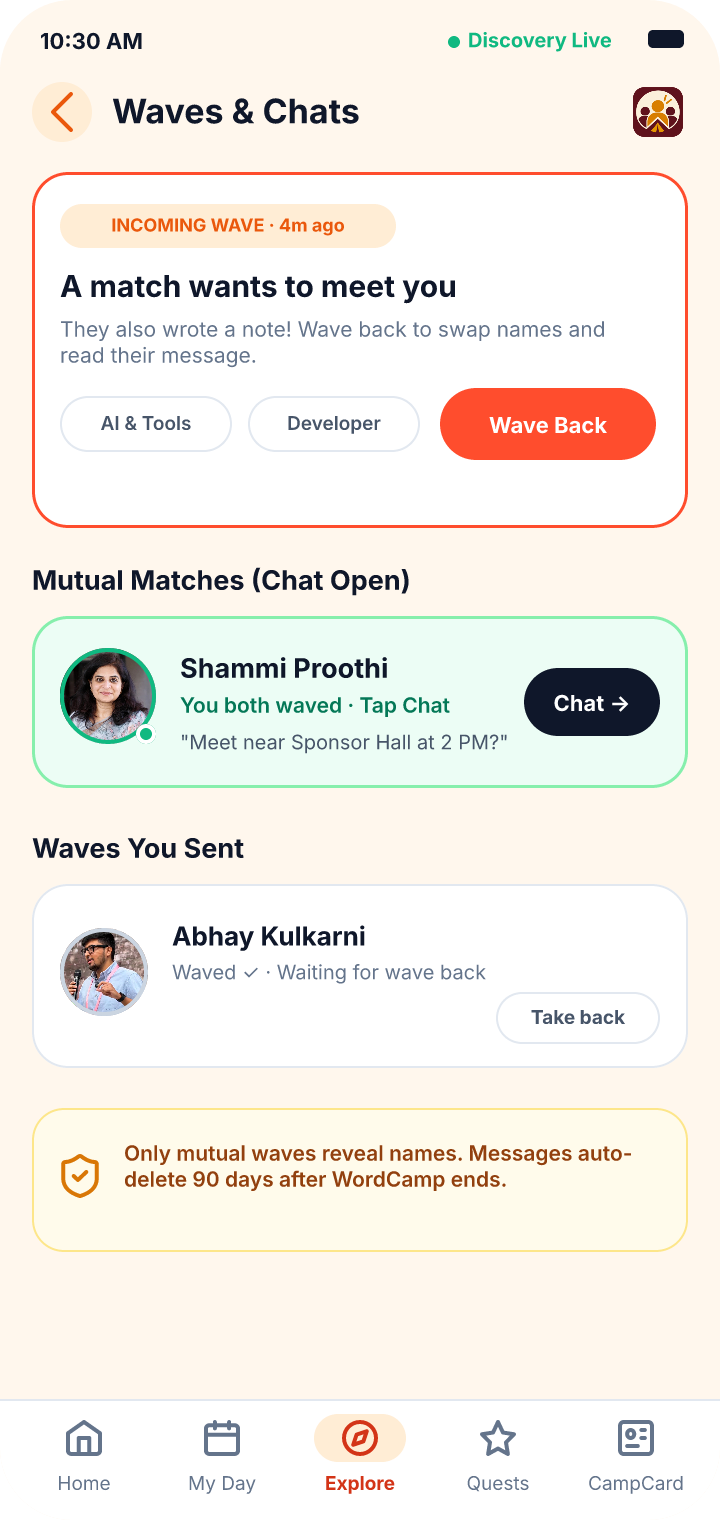 10:30 AM
Discovery Live
Waves & Chats
INCOMING WAVE · 4m ago
A match wants to meet you
They also wrote a note! Wave back to swap names and
read their message.
AI & Tools
Developer
Wave Back
Mutual Matches (Chat Open)
Shammi Proothi
You both waved · Tap Chat
"Meet near Sponsor Hall at 2 PM?"
Chat →
Waves You Sent
Abhay Kulkarni
Waved ✓ · Waiting for wave back
Take back
Only mutual waves reveal names. Messages auto-
delete 90 days after WordCamp ends.
Home
My Day
Explore
Quests
CampCard